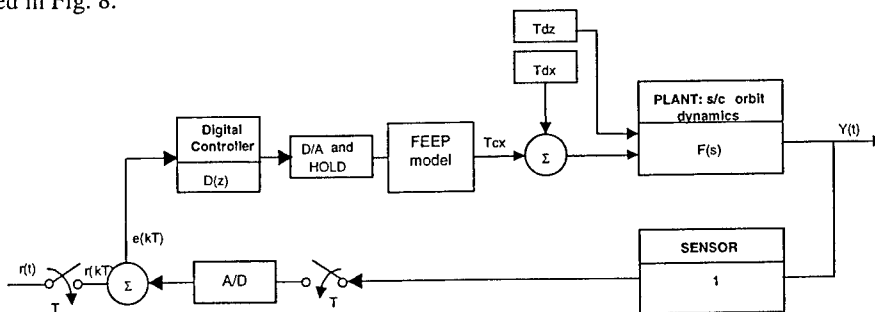 ed in Fig. 8.
Tdz
Tdx
PLANT: s/c orbit
dynamics
F(s)
Y(t)
Digital
Controller
D(z)
D/A and
HOLD
FEEP
model
Tcx
Σ
e(kT)
SENSOR
1
r(t)
r(kT)
T
Σ
A/D
T